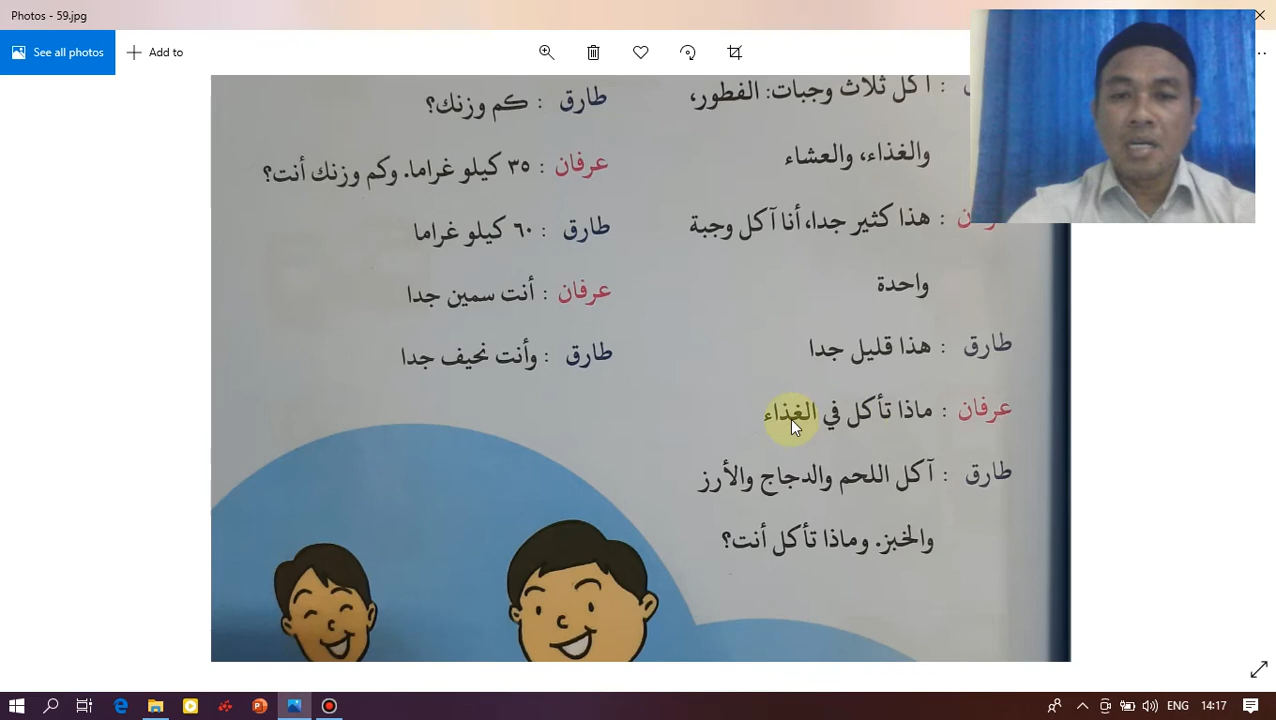 Photos - 59.jpg
See all photos
Add to
: آكل ثلاث وجبات: الفطور،
والغذاء، والعشاء
: هذا كثير جدا، أنا آكل وجبة
واحدة
طارق : هذا قليل جدا
عرفان : ماذا تأكل في الغذاء
طارق : آكل اللحم والدجاج والأرز
والخبز. وماذا تأكل أنت؟
طارق : كم وزنك؟
عرفان : ٣٥ كيلو غراما. وكم وزنك أنت؟
طارق : ٦٠ كيلو غراما
عرفان : أنت سمين جدا
طارق : وأنت نحيف جدا
ENG
14:17